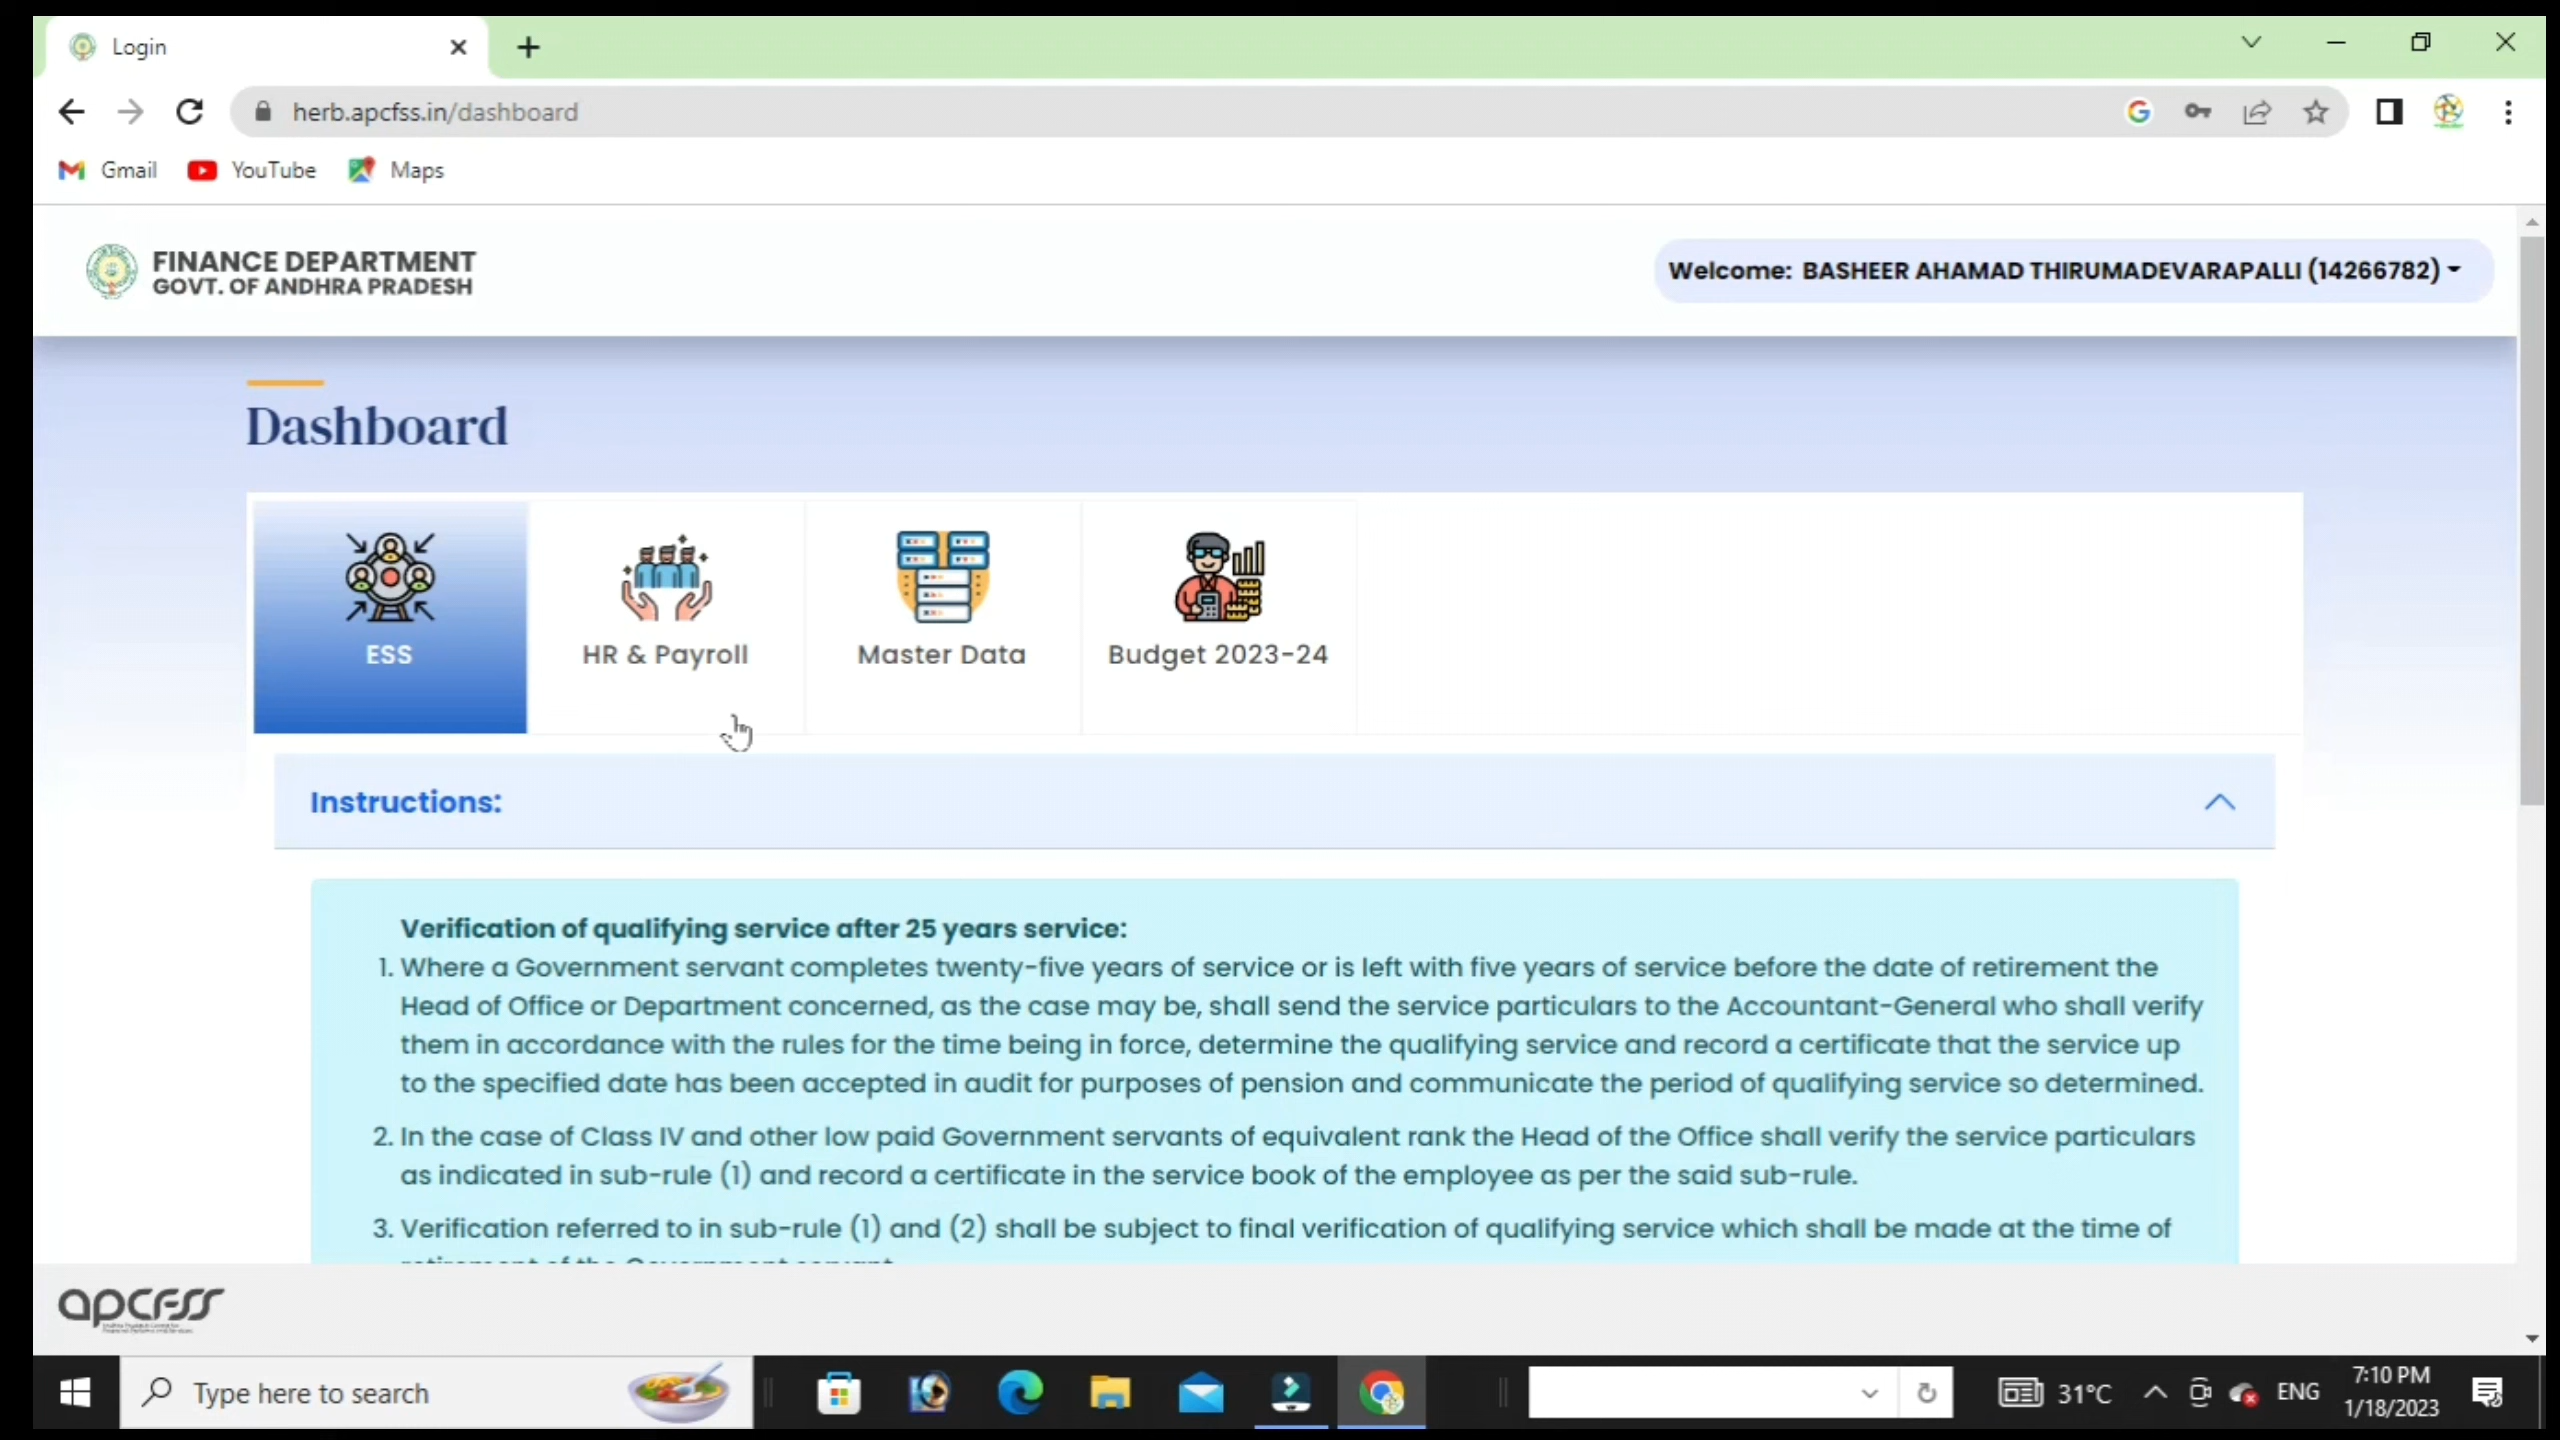 Login
herb.apcfss.in/dashboard
Gmail
YouTube
Maps
FINANCE DEPARTMENT
GOVT. OF ANDHRA PRADESH
Welcome: BASHEER AHAMAD THIRUMADEVARAPALLI (14266782)
Dashboard
ESS
HR & Payroll
Master Data
Budget 2023-24
Instructions:
Verification of qualifying service after 25 years service:
1. Where a Government servant completes twenty-five years of service or is left with five years of service before the date of retirement the
Head of Office or Department concerned, as the case may be, shall send the service particulars to the Accountant-General who shall verify
them in accordance with the rules for the time being in force, determine the qualifying service and record a certificate that the service up
to the specified date has been accepted in audit for purposes of pension and communicate the period of qualifying service so determined.
2. In the case of Class IV and other low paid Government servants of equivalent rank the Head of the Office shall verify the service particulars
as indicated in sub-rule (1) and record a certificate in the service book of the employee as per the said sub-rule.
3. Verification referred to in sub-rule (1) and (2) shall be subject to final verification of qualifying service which shall be made at the time of
retirement of the Government servant.
apcfss
Type here to search
31°C
ENG
7:10 PM
1/18/2023